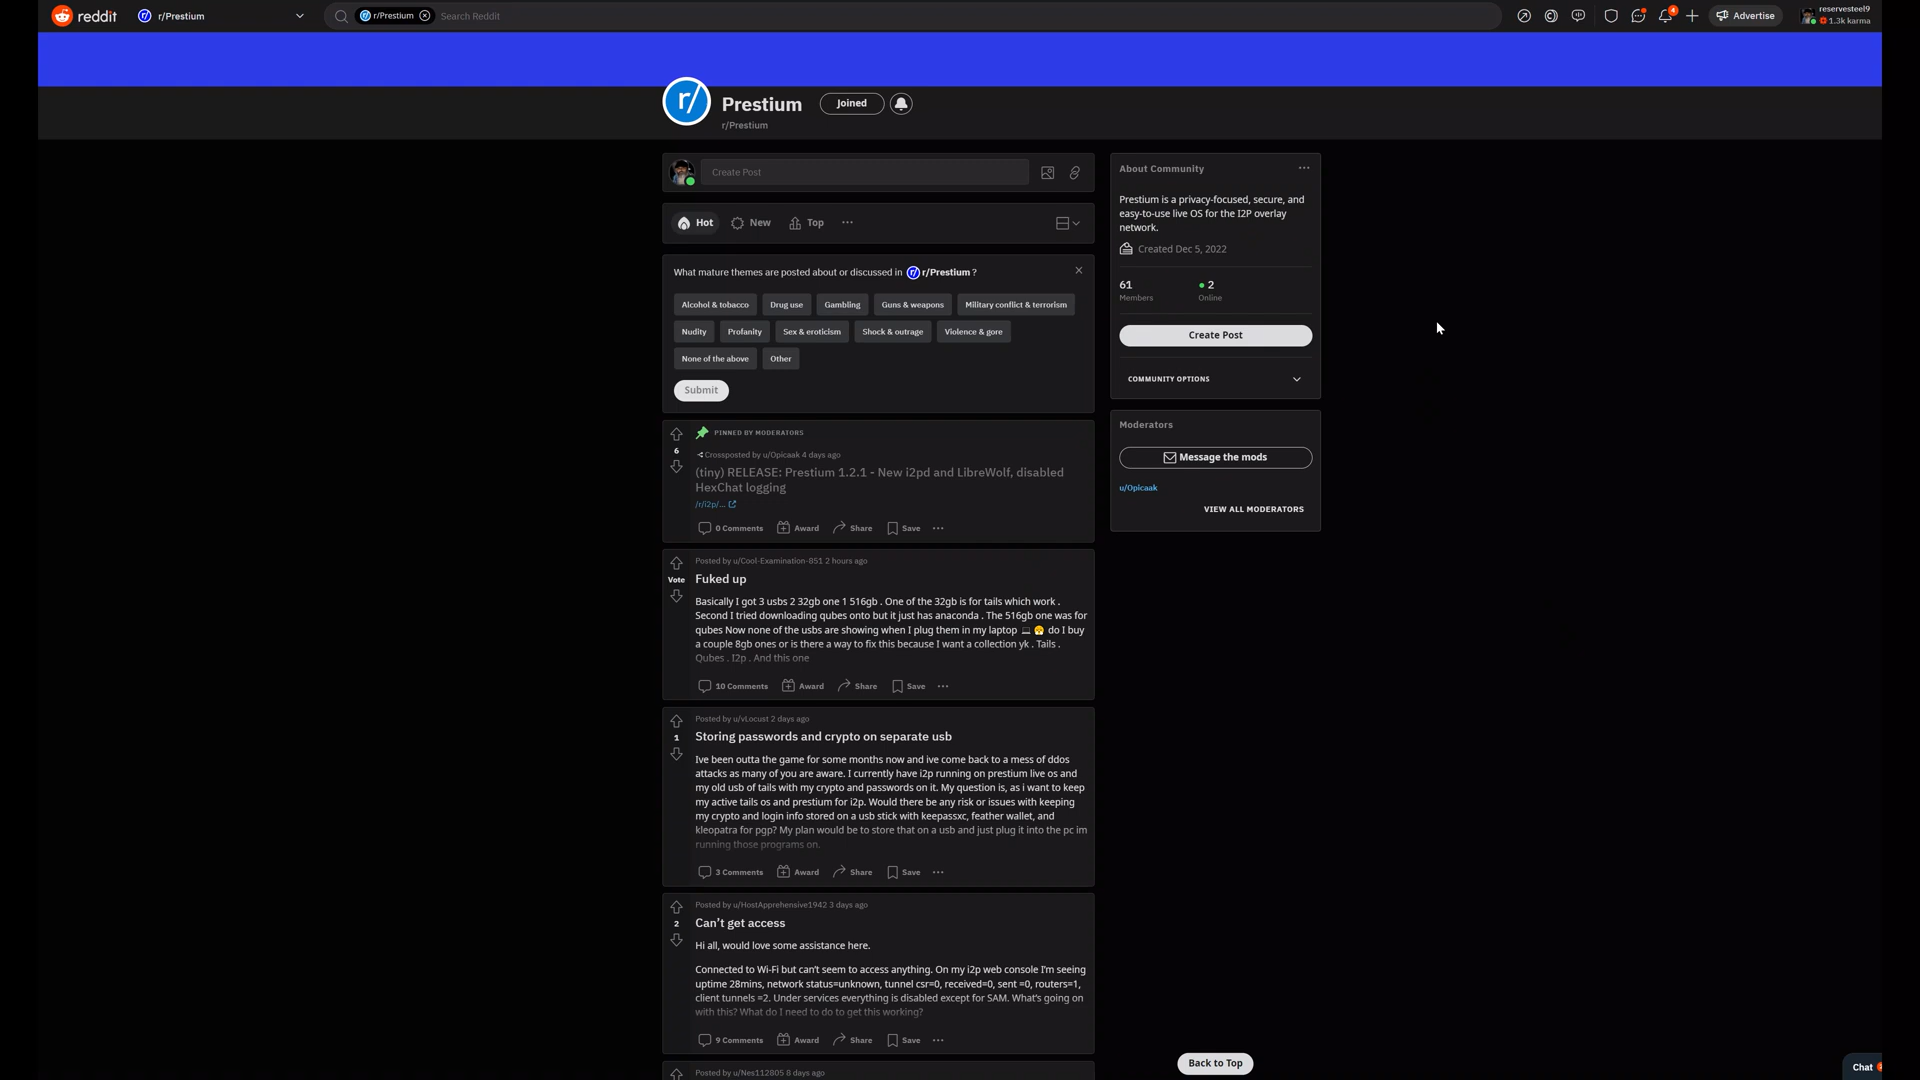 reddit
r/Prestium
r/Prestium
Search Reddit
4
Advertise
reservesteel9
1.3k karma
r/
Prestium
Joined
r/Prestium
Create Post
Hot
New
Top
What mature themes are posted about or discussed in r/Prestium ?
Alcohol & tobacco
Drug use
Gambling
Guns & weapons
Military conflict & terrorism
Nudity
Profanity
Sex & eroticism
Shock & outrage
Violence & gore
None of the above
Other
Submit
PINNED BY MODERATORS
6
Crossposted by u/Opicaak 4 days ago
(tiny) RELEASE: Prestium 1.2.1 - New i2pd and LibreWolf, disabled
HexChat logging
/r/i2p/...
0 Comments
Award
Share
Save
Posted by u/Cool-Examination-851 2 hours ago
Vote
Fuked up
Basically I got 3 usbs 2 32gb one 1 516gb . One of the 32gb is for tails which work .
Second I tried downloading qubes onto but it just has anaconda . The 516gb one was for
qubes Now none of the usbs are showing when I plug them in my laptop 💻 😤 do I buy
a couple 8gb ones or is there a way to fix this because I want a collection yk . Tails .
Qubes . I2p . And this one
10 Comments
Award
Share
Save
Posted by u/vLocust 2 days ago
1
Storing passwords and crypto on separate usb
Ive been outta the game for some months now and ive come back to a mess of ddos
attacks as many of you are aware. I currently have i2p running on prestium live os and
my old usb of tails with my crypto and passwords on it. My question is, as i want to keep
my active tails os and prestium for i2p. Would there be any risk or issues with keeping
my crypto and login info stored on a usb stick with keepassxc, feather wallet, and
kleopatra for pgp? My plan would be to store that on a usb and just plug it into the pc im
running those programs on.
3 Comments
Award
Share
Save
Posted by u/HostApprehensive1942 3 days ago
2
Can't get access
Hi all, would love some assistance here.
Connected to Wi-Fi but can't seem to access anything. On my i2p web console I'm seeing
uptime 28mins, network status=unknown, tunnel csr=0, received=0, sent =0, routers=1,
client tunnels =2. Under services everything is disabled except for SAM. What's going on
with this? What do I need to do to get this working?
9 Comments
Award
Share
Save
Posted by u/Nes112805 8 days ago
About Community
Prestium is a privacy-focused, secure, and
easy-to-use live OS for the I2P overlay
network.
Created Dec 5, 2022
61
Members
2
Online
Create Post
COMMUNITY OPTIONS
Moderators
Message the mods
u/Opicaak
VIEW ALL MODERATORS
Back to Top
Chat